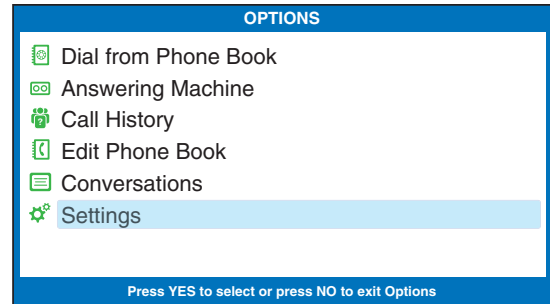 OPTIONS
Dial from Phone Book
Answering Machine
Call History
Edit Phone Book
Conversations
Settings
Press YES to select or press NO to exit Options